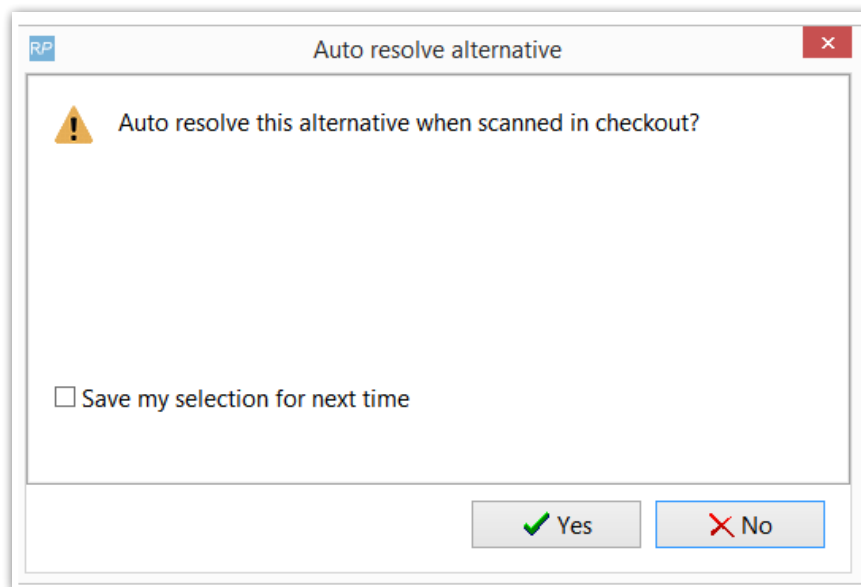 RP
Auto resolve alternative
Auto resolve this alternative when scanned in checkout?
Save my selection for next time
Yes
No